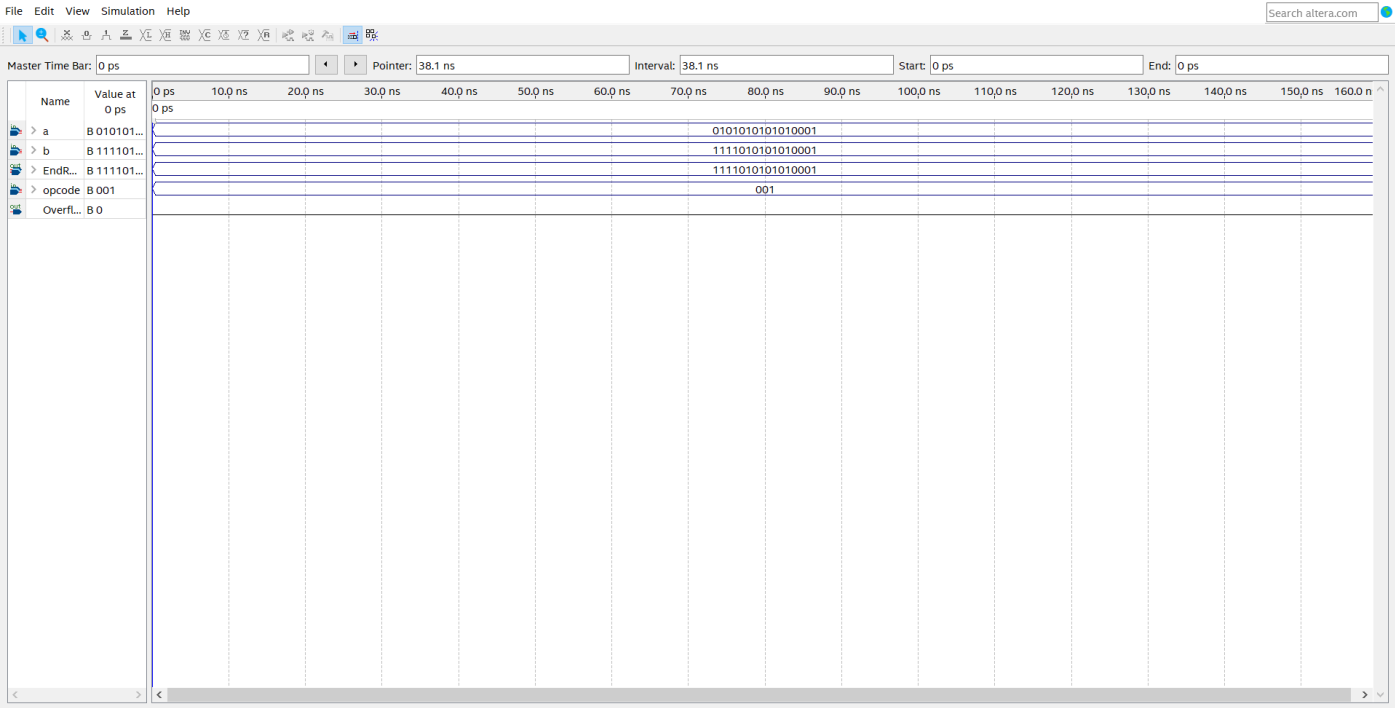 File Edit View Simulation Help
Search altera.com
Master Time Bar: 0 ps Pointer: 38.1 ns Interval: 38.1 ns Start: 0 ps End: 0 ps
Name Value at 0 ps
0 ps 10.0 ns 20.0 ns 30.0 ns 40.0 ns 50.0 ns 60.0 ns 70.0 ns 80.0 ns 90.0 ns 100.0 ns 110.0 ns 120.0 ns 130.0 ns 140.0 ns 150.0 ns 160.0 n
0 ps
a B 010101... 0101010101010001
b B 111101... 1111010101010001
EndR... B 111101... 1111010101010001
opcode B 001 001
Overfl... B 0